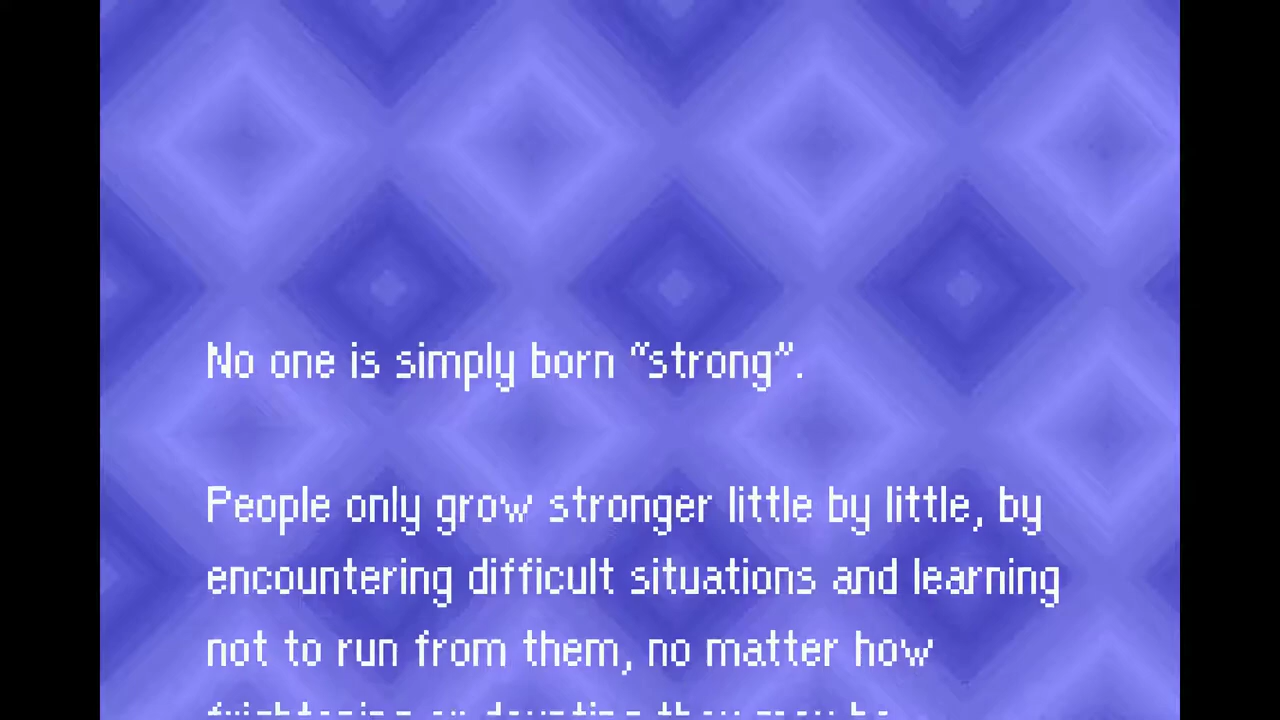 No one is simply born “strong”.
People only grow stronger little by little, by
encountering difficult situations and learning
not to run from them, no matter how